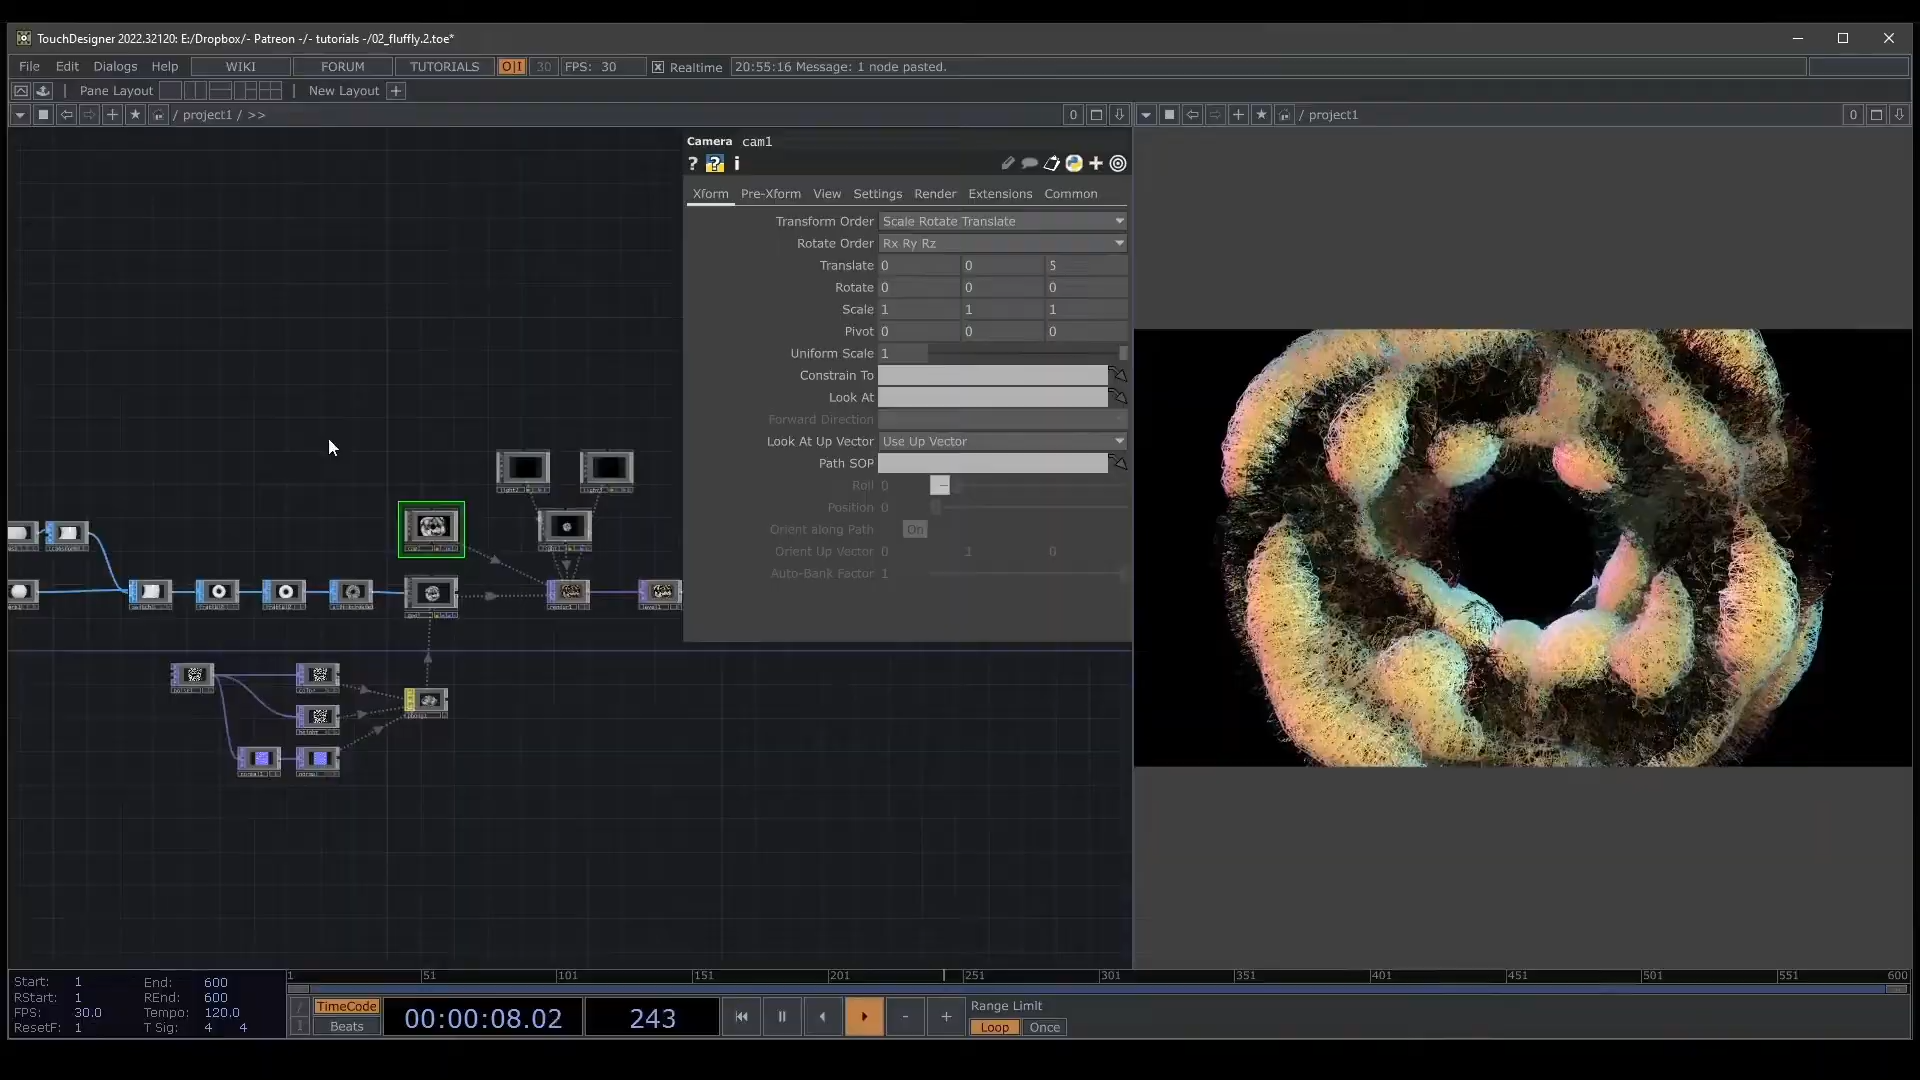 TouchDesigner 2022.32120: E:/Dropbox/- Patreon -/- tutorials -/02_fluffly.2.toe*
File Edit Dialogs Help WIKI FORUM TUTORIALS O|I 30 FPS: 30 Realtime 20:55:16 Message: 1 node pasted.
Pane Layout New Layout +
/ project1 / >> 0
/ project1 0
Camera cam1
? ? i
Xform Pre-Xform View Settings Render Extensions Common
Transform Order Scale Rotate Translate
Rotate Order Rx Ry Rz
Translate 0 0 5
Rotate 0 0 0
Scale 1 1 1
Pivot 0 0 0
Uniform Scale 1
Constrain To
Look At
Forward Direction
Look At Up Vector Use Up Vector
Path SOP
Roll 0
Position 0
Orient along Path On
Orient Up Vector 0 1 0
Auto-Bank Factor 1
1 51 101 151 201 251 301 351 401 451 501 551 600
Start: 1 End: 600
RStart: 1 REnd: 600
FPS: 30.0 Tempo: 120.0
ResetF: 1 T Sig: 4 4
TimeCode
Beats
00:00:08.02 243
- +
Range Limit
Loop Once